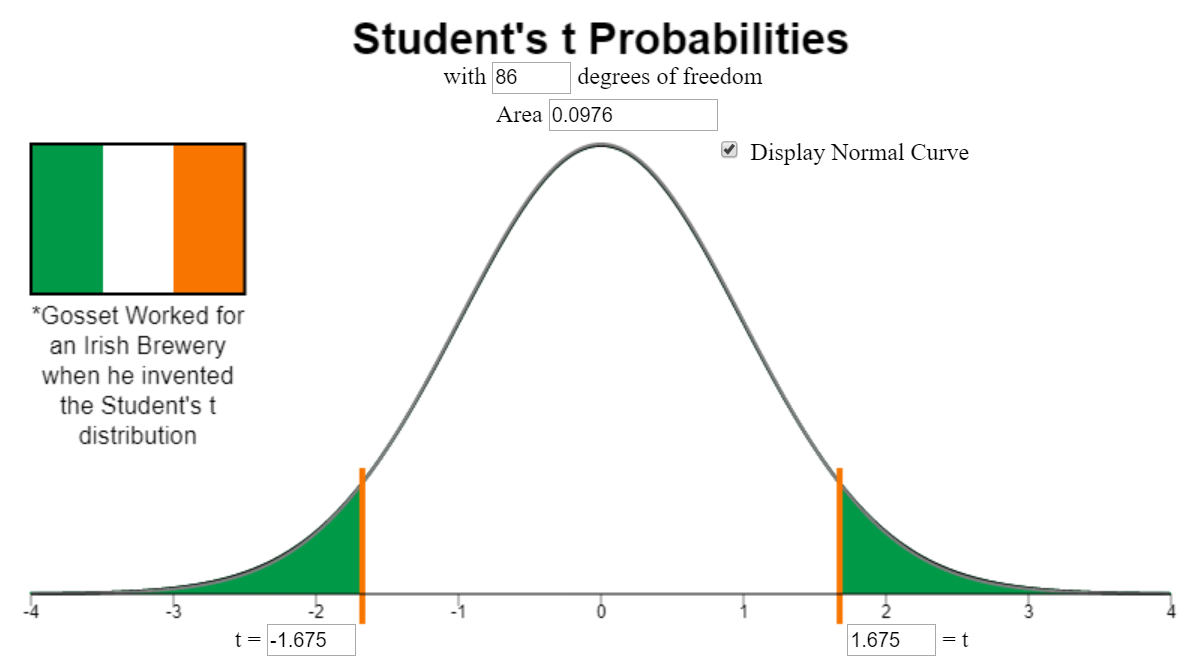 Student's t Probabilities
with 86 degrees of freedom
Area 0.0976
Display Normal Curve
*Gosset Worked for
an Irish Brewery
when he invented
the Student's t
distribution
-4 -3 -2 -1 0 1 2 3 4
t = -1.675 1.675 = t